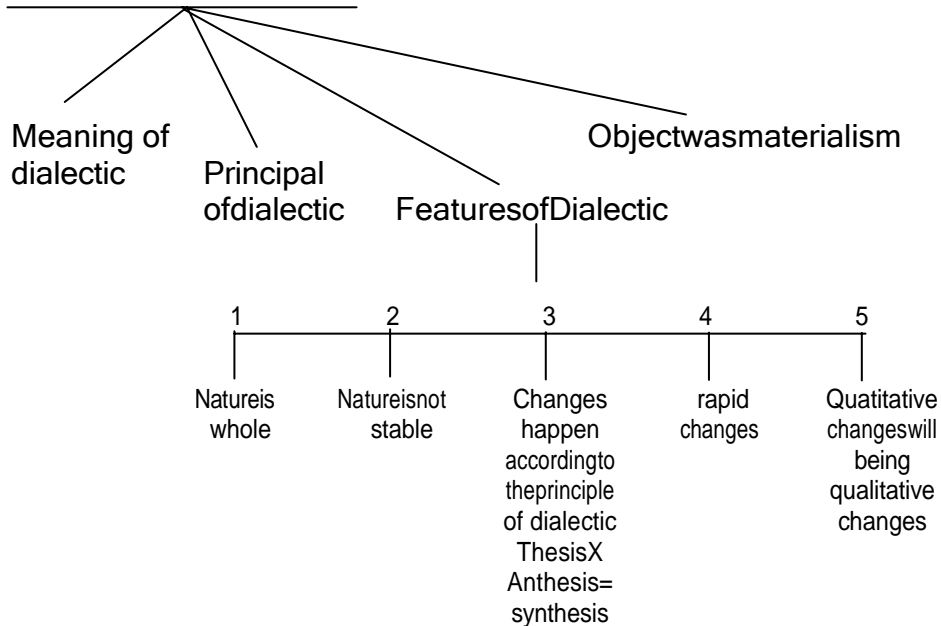 Meaning of
dialectic
Principal
ofdialectic
FeaturesofDialectic
Objectwasmaterialism
1
2
3
4
5
Natureis
whole
Natureisnot
stable
Changes
happen
accordingto
theprinciple
of dialectic
ThesisX
Anthesis=
synthesis
rapid
changes
Quatitative
changeswill
being
qualitative
changes